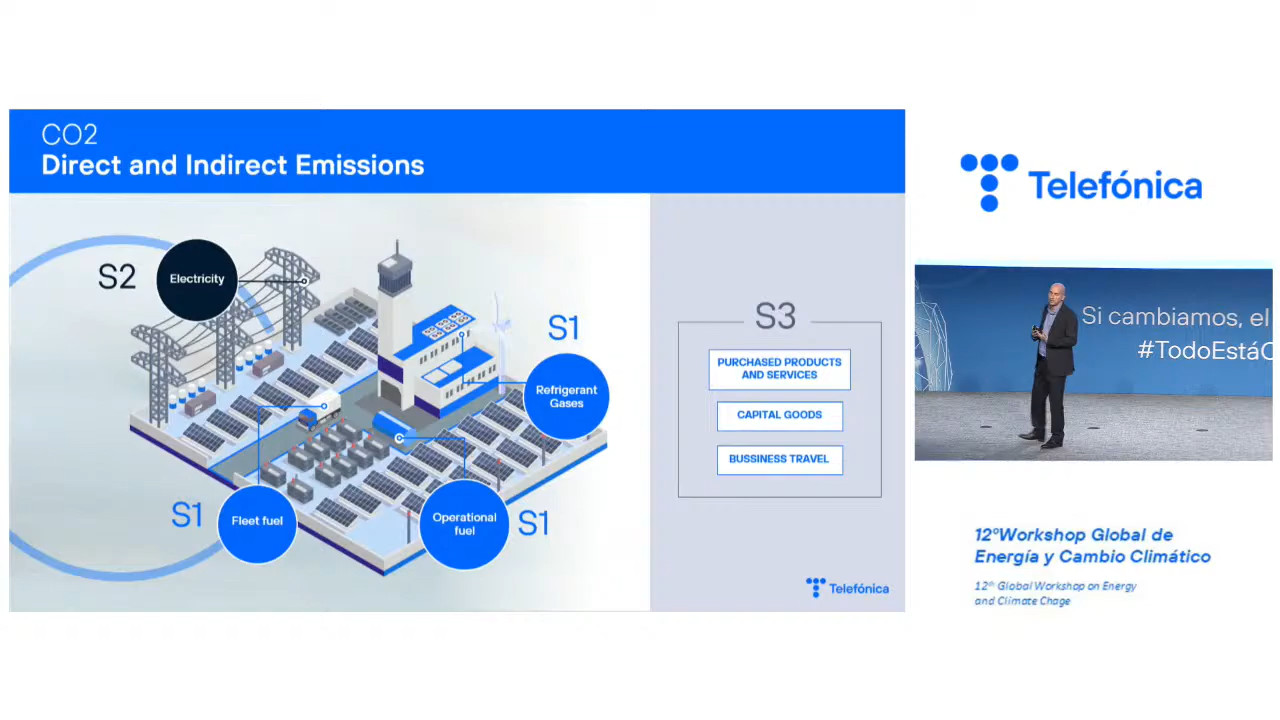 CO2
Direct and Indirect Emissions
S2
Electricity
S1
Refrigerant
Gases
S1
Fleet fuel
Operational
fuel
S1
S3
PURCHASED PRODUCTS
AND SERVICES
CAPITAL GOODS
BUSSINESS TRAVEL
Telefónica
Telefónica
Si cambiamos, el
#TodoEstá
12ºWorkshop Global de
Energía y Cambio Climático
12th Global Workshop on Energy
and Climate Chage